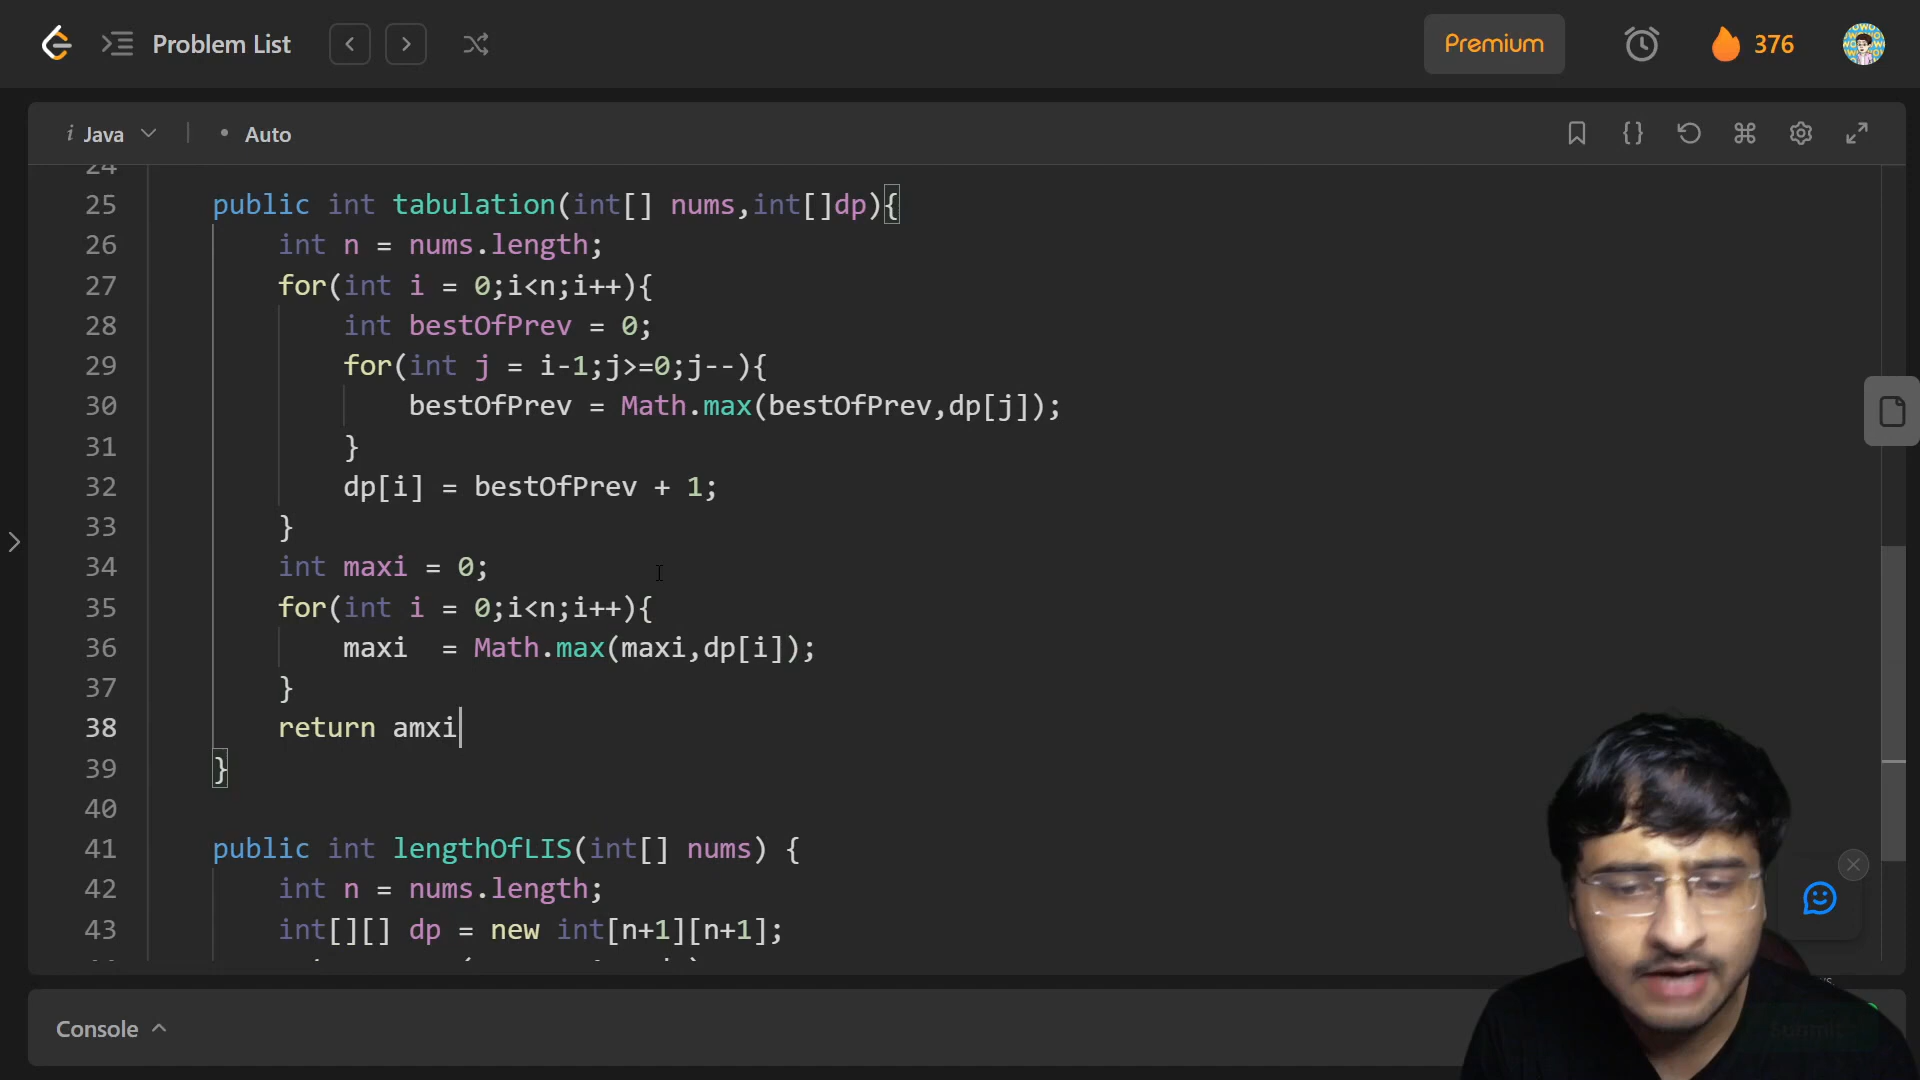 Problem List
Premium
376
Java
Auto
24
25 public int tabulation(int[] nums,int[]dp){
26 int n = nums.length;
27 for(int i = 0;i<n;i++){
28 int bestOfPrev = 0;
29 for(int j = i-1;j>=0;j--){
30 bestOfPrev = Math.max(bestOfPrev,dp[j]);
31 }
32 dp[i] = bestOfPrev + 1;
33 }
34 int maxi = 0;
35 for(int i = 0;i<n;i++){
36 maxi  = Math.max(maxi,dp[i]);
37 }
38 return amxi
39 }
40
41 public int lengthOfLIS(int[] nums) {
42 int n = nums.length;
43 int[][] dp = new int[n+1][n+1];
Console